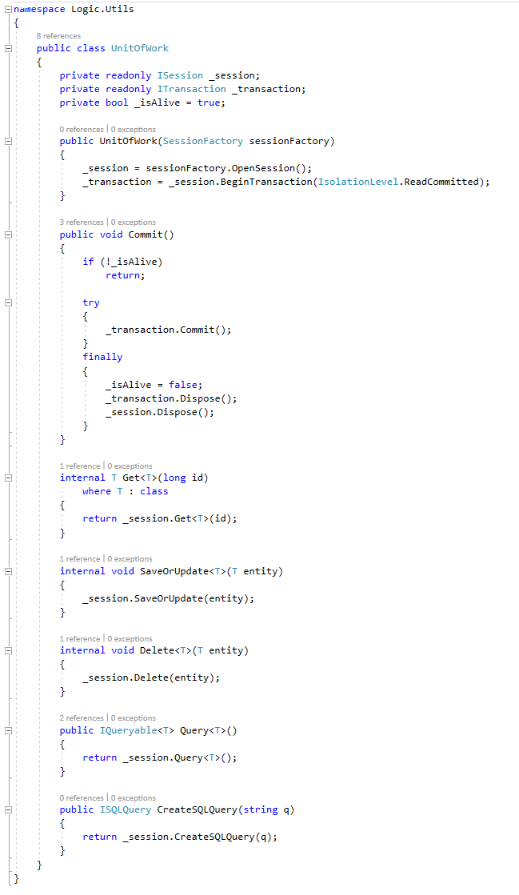 namespace Logic.Utils
{
8 references
public class UnitOfWork
{
private readonly ISession _session;
private readonly ITransaction _transaction;
private bool _isAlive = true;
0 references | 0 exceptions
public UnitOfWork(SessionFactory sessionFactory)
{
_session = sessionFactory.OpenSession();
_transaction = _session.BeginTransaction(IsolationLevel.ReadCommitted);
}
3 references | 0 exceptions
public void Commit()
{
if (!_isAlive)
return;
try
{
_transaction.Commit();
}
finally
{
_isAlive = false;
_transaction.Dispose();
_session.Dispose();
}
}
1 reference | 0 exceptions
internal T Get<T>(long id)
where T : class
{
return _session.Get<T>(id);
}
1 reference | 0 exceptions
internal void SaveOrUpdate<T>(T entity)
{
_session.SaveOrUpdate(entity);
}
1 reference | 0 exceptions
internal void Delete<T>(T entity)
{
_session.Delete(entity);
}
2 references | 0 exceptions
public IQueryable<T> Query<T>()
{
return _session.Query<T>();
}
0 references | 0 exceptions
public ISQLQuery CreateSQLQuery(string q)
{
return _session.CreateSQLQuery(q);
}
}
}